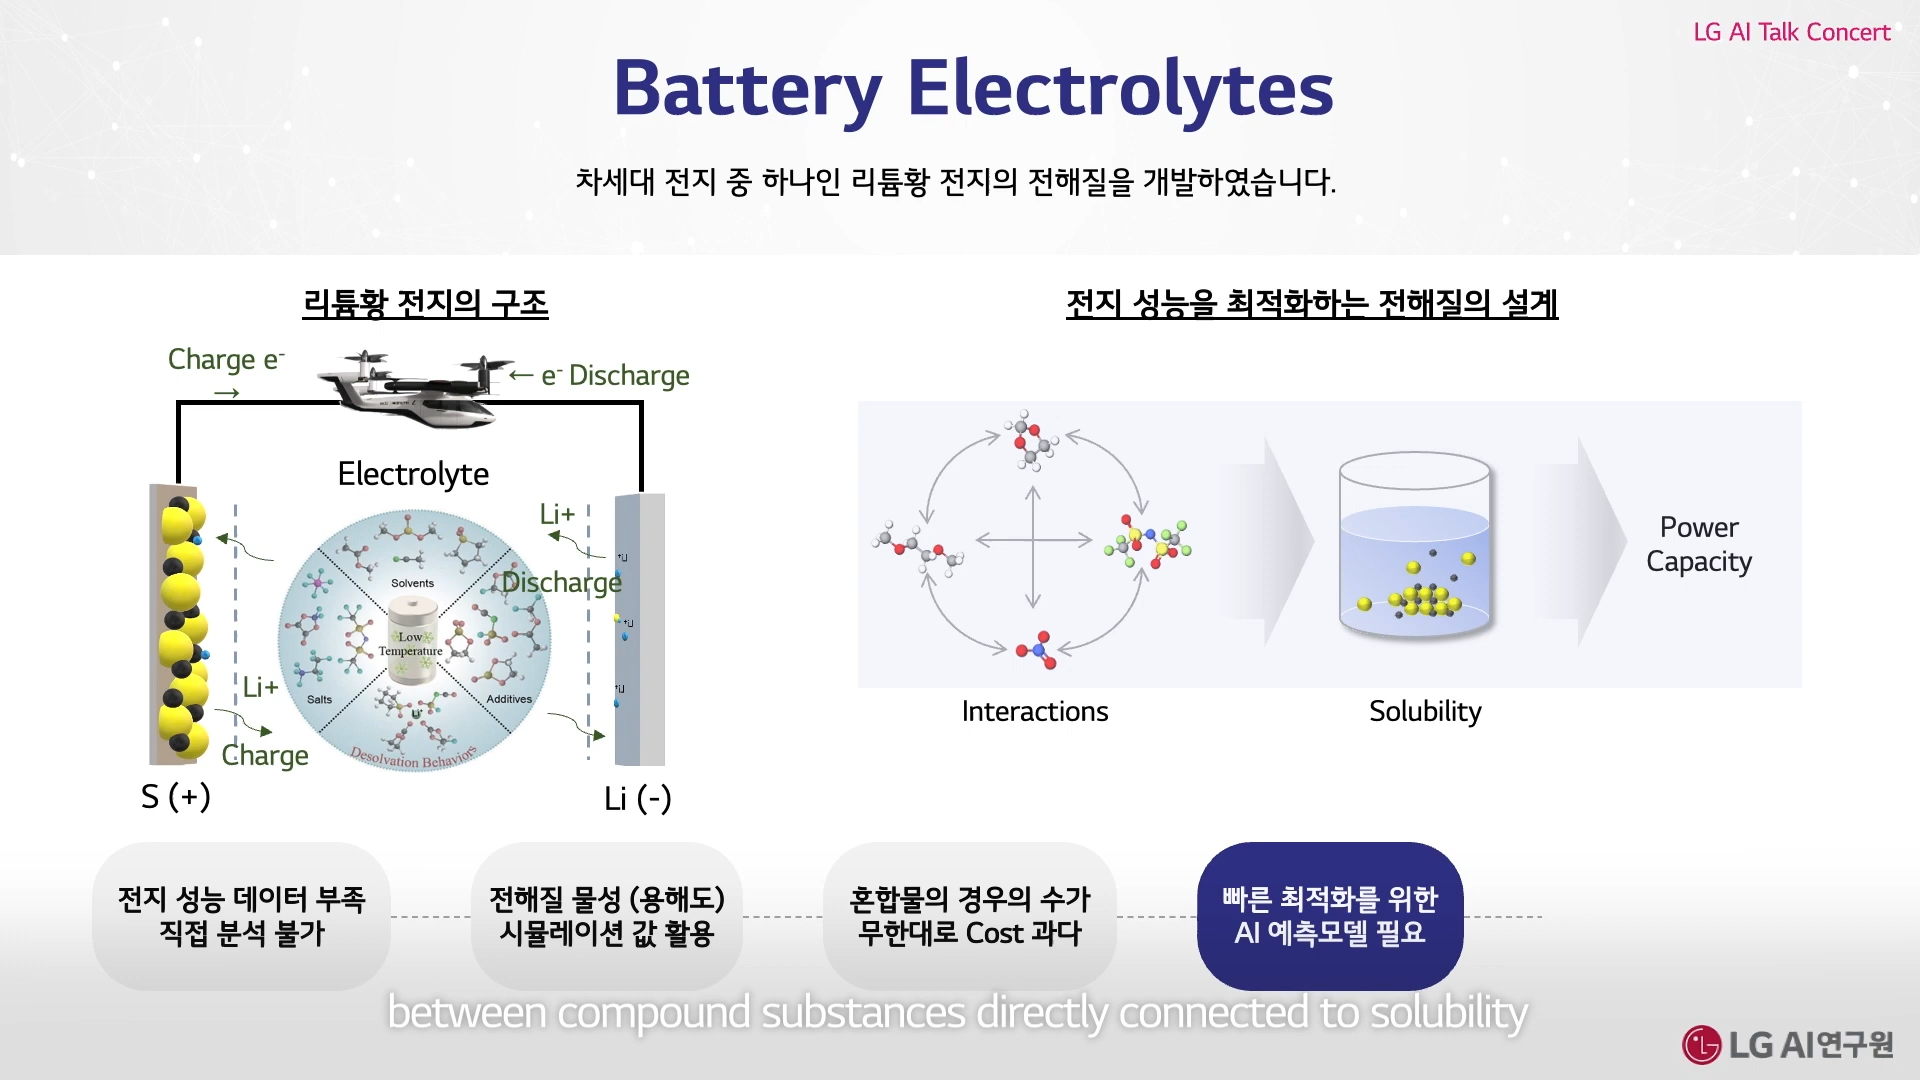 LG AI Talk Concert
Battery Electrolytes
차세대 전지 중 하나인 리튬황 전지의 전해질을 개발하였습니다.
리튬황 전지의 구조
Charge e-
→
← e- Discharge
Electrolyte
Li+
Discharge
Solvents
Low
Temperature
Salts
Additives
Li+
Desolvation Behaviors
Li+
Charge
S (+)
Li (-)
전지 성능을 최적화하는 전해질의 설계
Interactions
Solubility
Power
Capacity
전지 성능 데이터 부족
직접 분석 불가
전해질 물성 (용해도)
시뮬레이션 값 활용
혼합물의 경우의 수가
무한대로 Cost 과다
빠른 최적화를 위한
AI 예측모델 필요
between compound substances directly connected to solubility
LG AI연구원